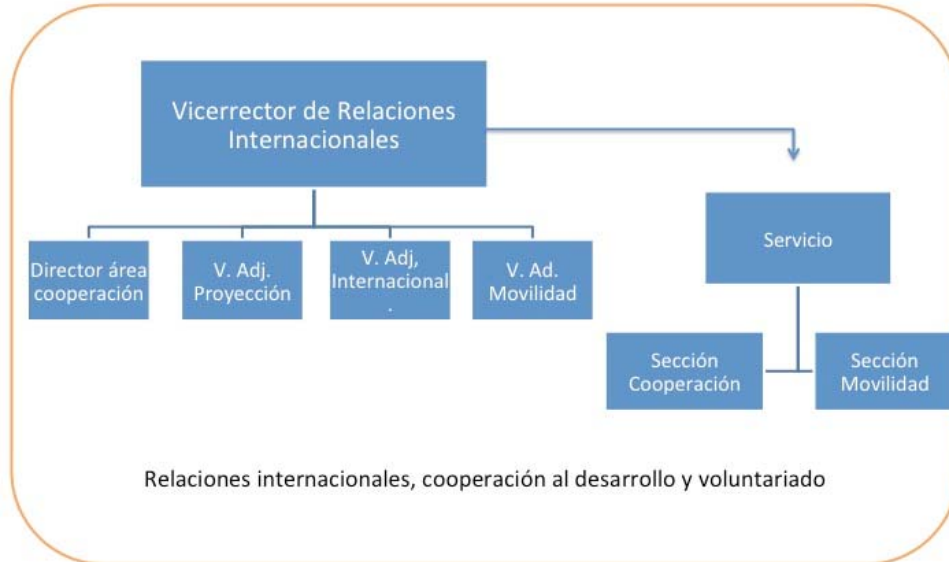 Vicerrector de Relaciones
Internacionales
Servicio
Director área
cooperación
V. Adj.
Proyección
V. Adj,
Internacional
.
V. Ad.
Movilidad
Sección
Cooperación
Sección
Movilidad
Relaciones internacionales, cooperación al desarrollo y voluntariado